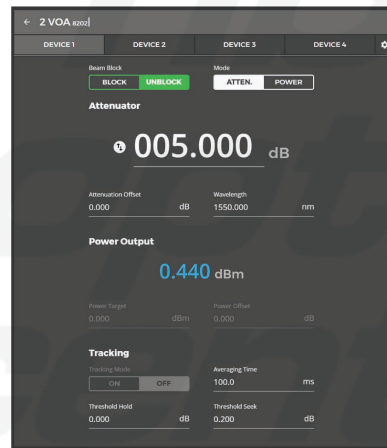 ← 2 VOA 8202
DEVICE 1 DEVICE 2 DEVICE 3 DEVICE 4
Beam Block Mode
BLOCK UNBLOCK ATTEN. POWER
Attenuator
005.000 dB
Attenuation Offset Wavelength
0.000 dB 1550.000 nm
Power Output
0.440 dBm
Power Target Power Offset
0.000 dBm 0.000 dB
Tracking
Tracking Mode Averaging Time
ON OFF 100.0 ms
Threshold Hold Threshold Seek
0.000 dB 0.200 dB